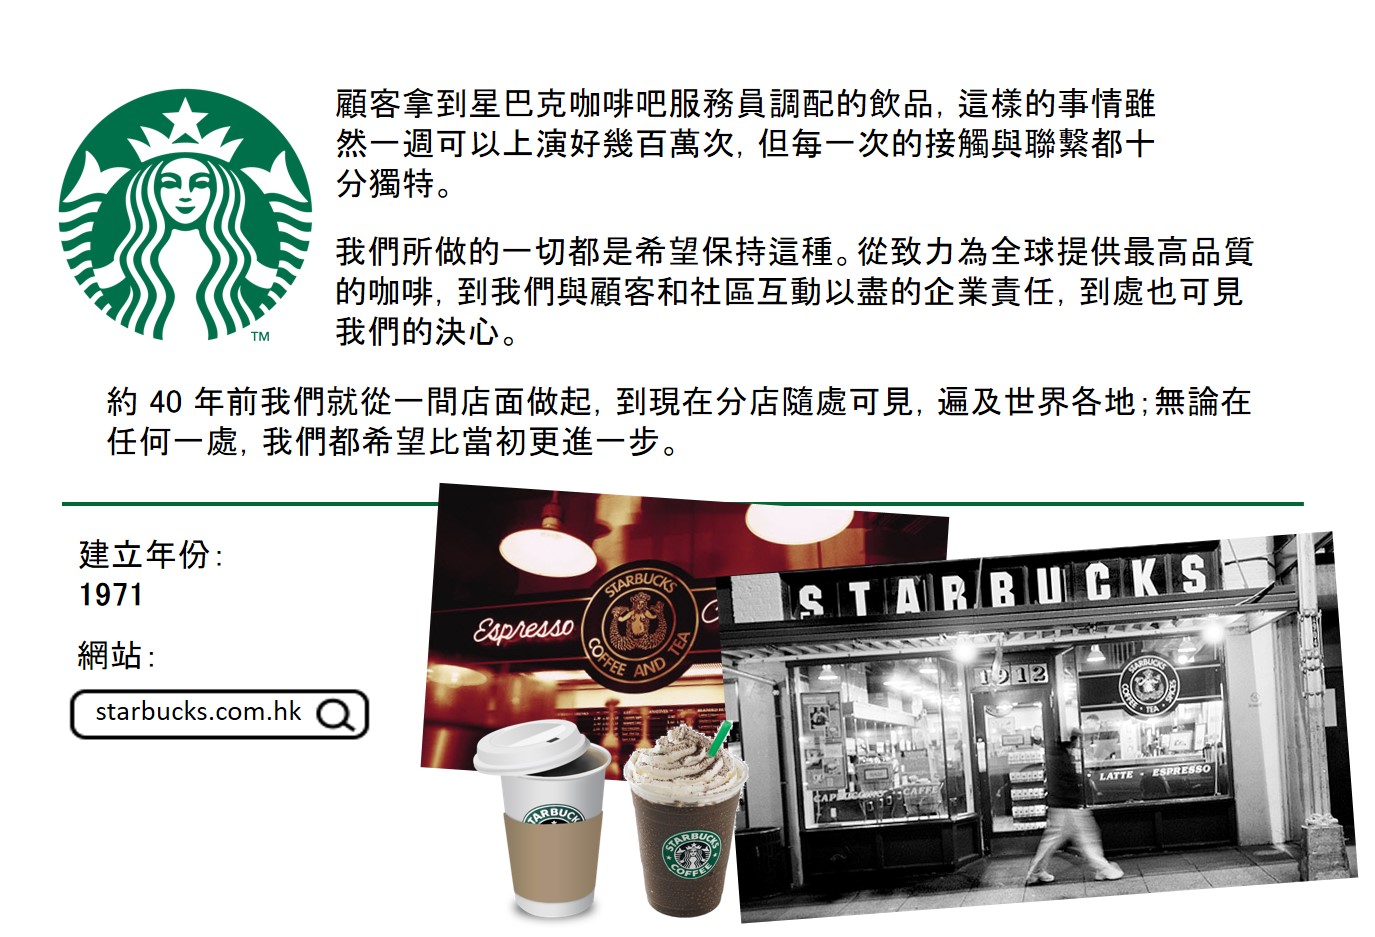 顧客拿到星巴克咖啡吧服務員調配的飲品, 這樣的事情雖
然一週可以上演好幾百萬次, 但每一次的接觸與聯繫都十
分獨特。
我們所做的一切都是希望保持這種。從致力為全球提供最高品質
的咖啡, 到我們與顧客和社區互動以盡的企業責任, 到處也可見
我們的決心。
TM
約 40 年前我們就從一間店面做起, 到現在分店隨處可見, 遍及世界各地;無論在
任何一處, 我們都希望比當初更進一步。
建立年份:
1971
網站:
starbucks.com.hk
Espresso
STARBUCKS
COFFEE AND TEA
STARBUCKS
1912
STARBUCKS
COFFEE • TEA • SPICES
LATTE • ESPRESSO
CAPPUCCINO CAFFE
STARBUCKS
STARBUCKS
COFFEE